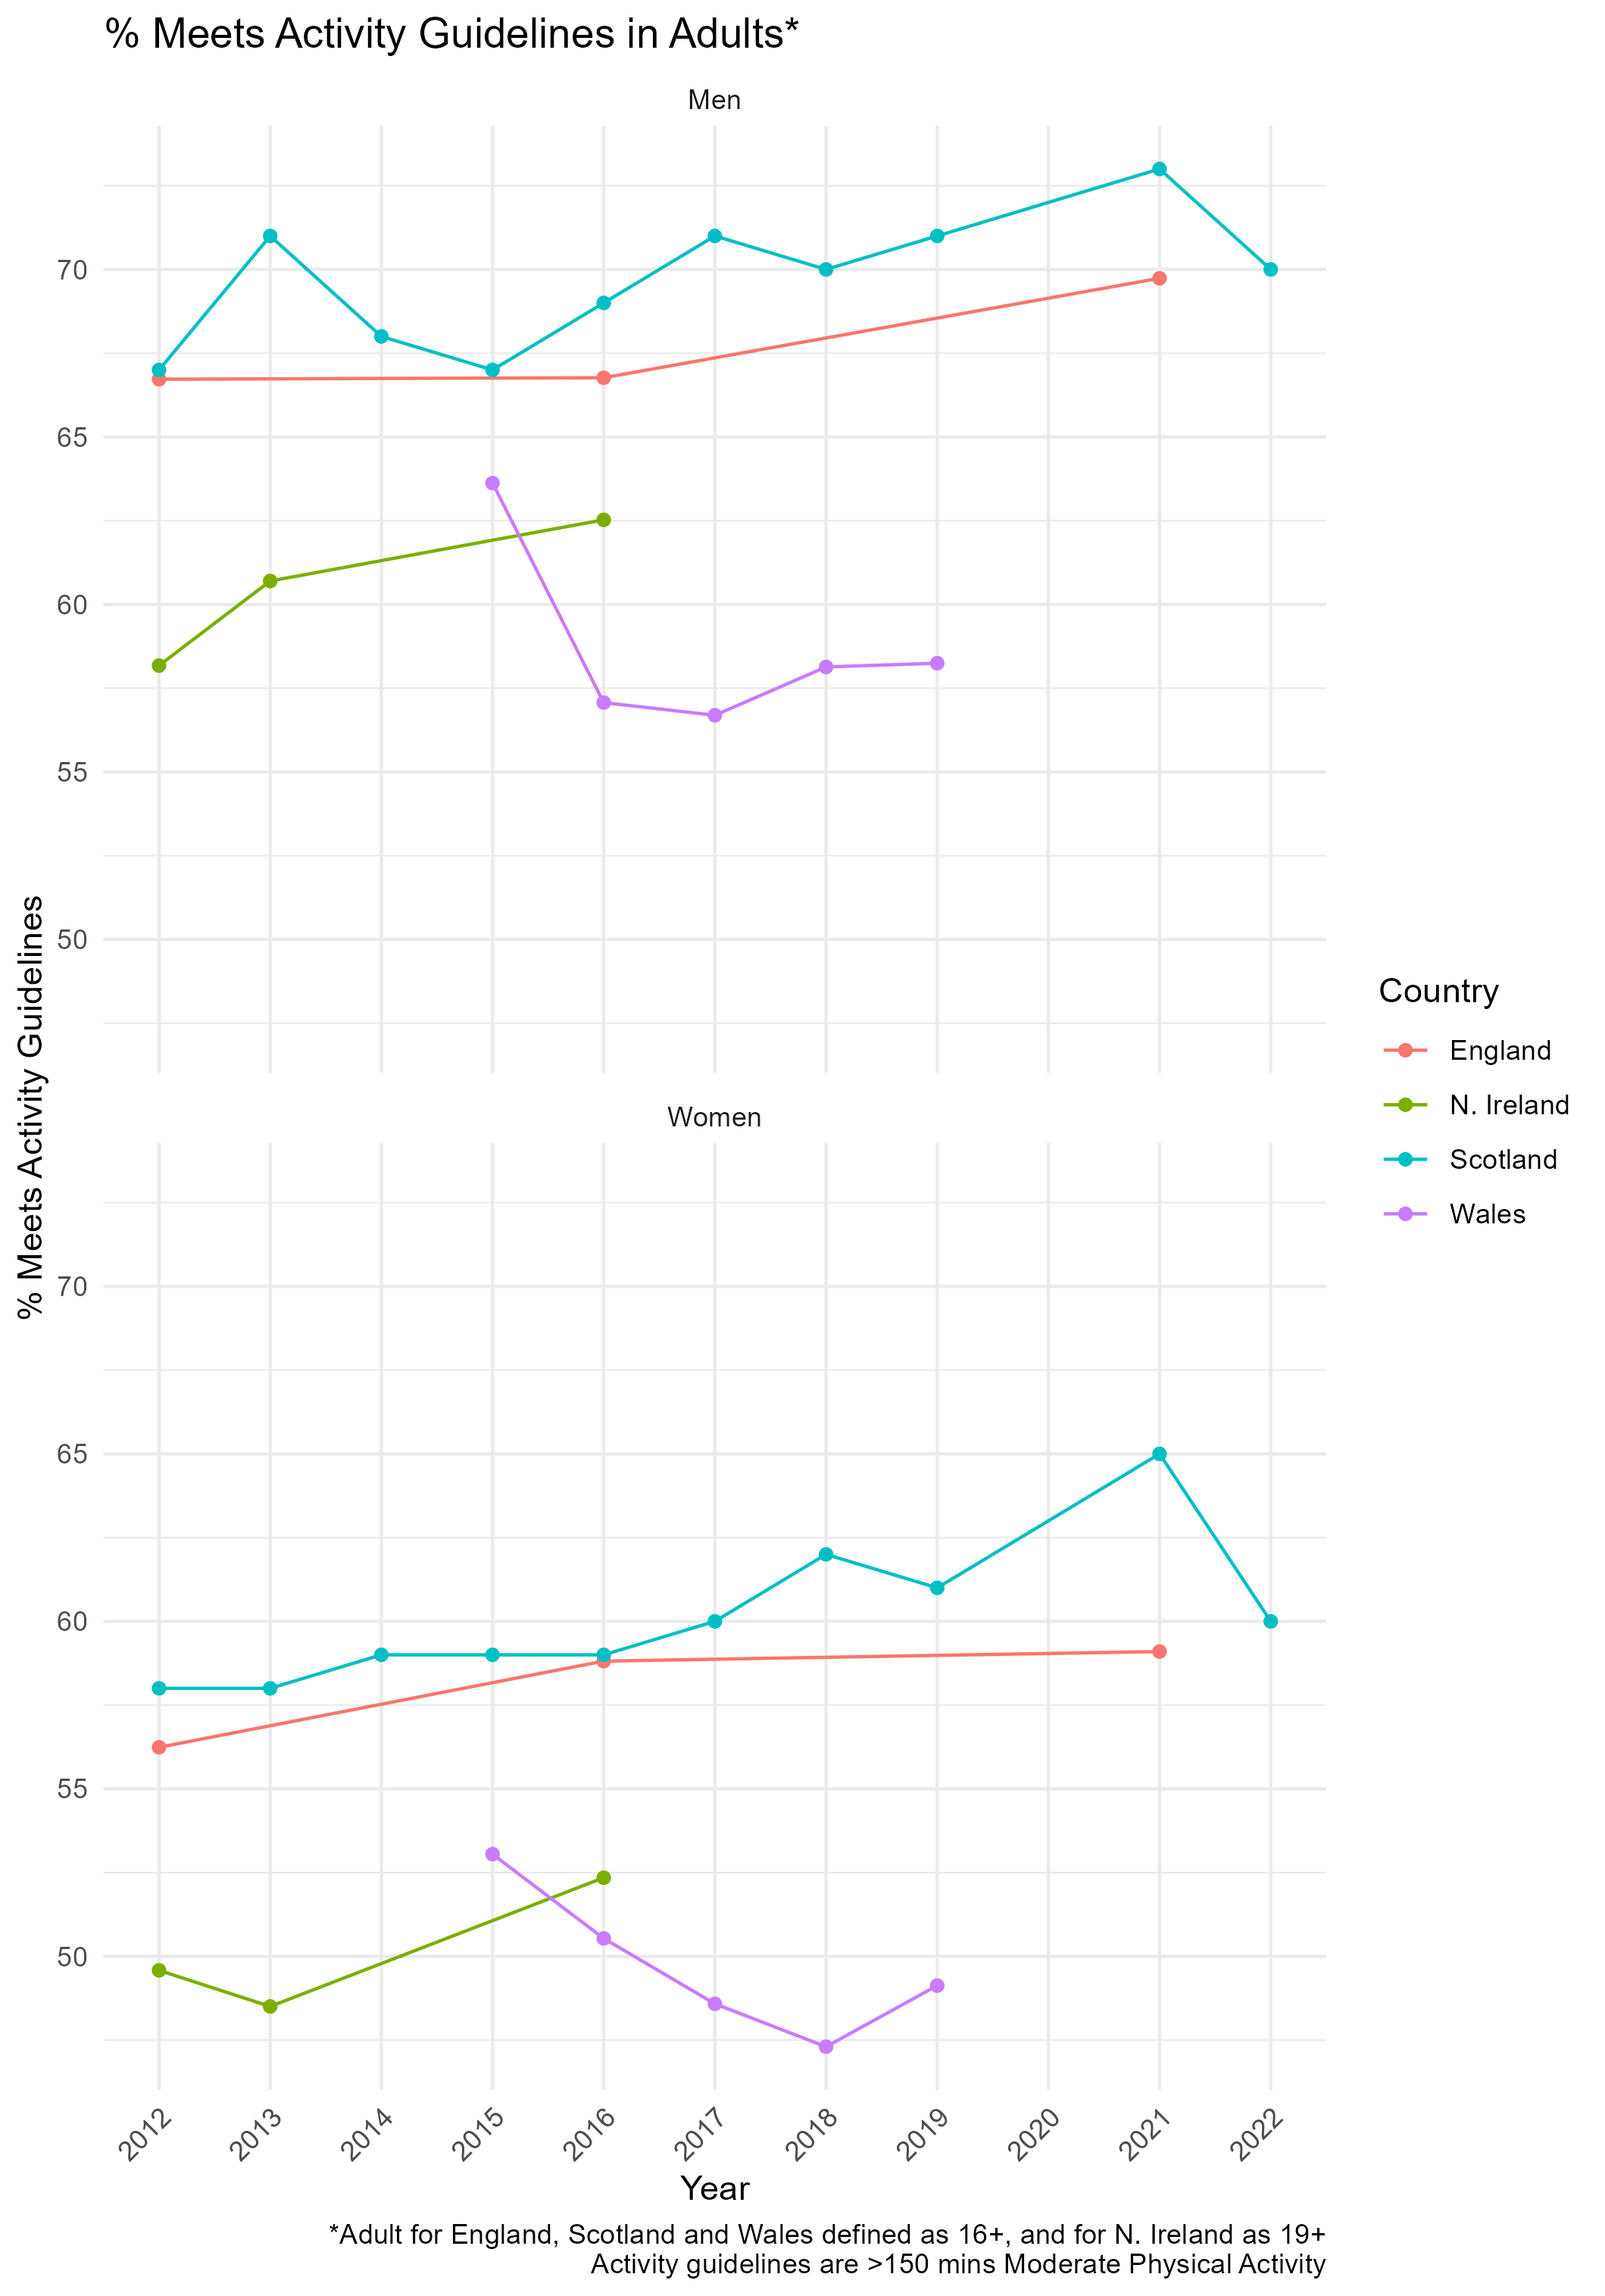 % Meets Activity Guidelines in Adults*
Men
70
65
60
55
50
% Meets Activity Guidelines
Women
70
65
60
55
50
2012 2013 2014 2015 2016 2017 2018 2019 2020 2021 2022
Year
Country
England
N. Ireland
Scotland
Wales
*Adult for England, Scotland and Wales defined as 16+, and for N. Ireland as 19+
Activity guidelines are >150 mins Moderate Physical Activity